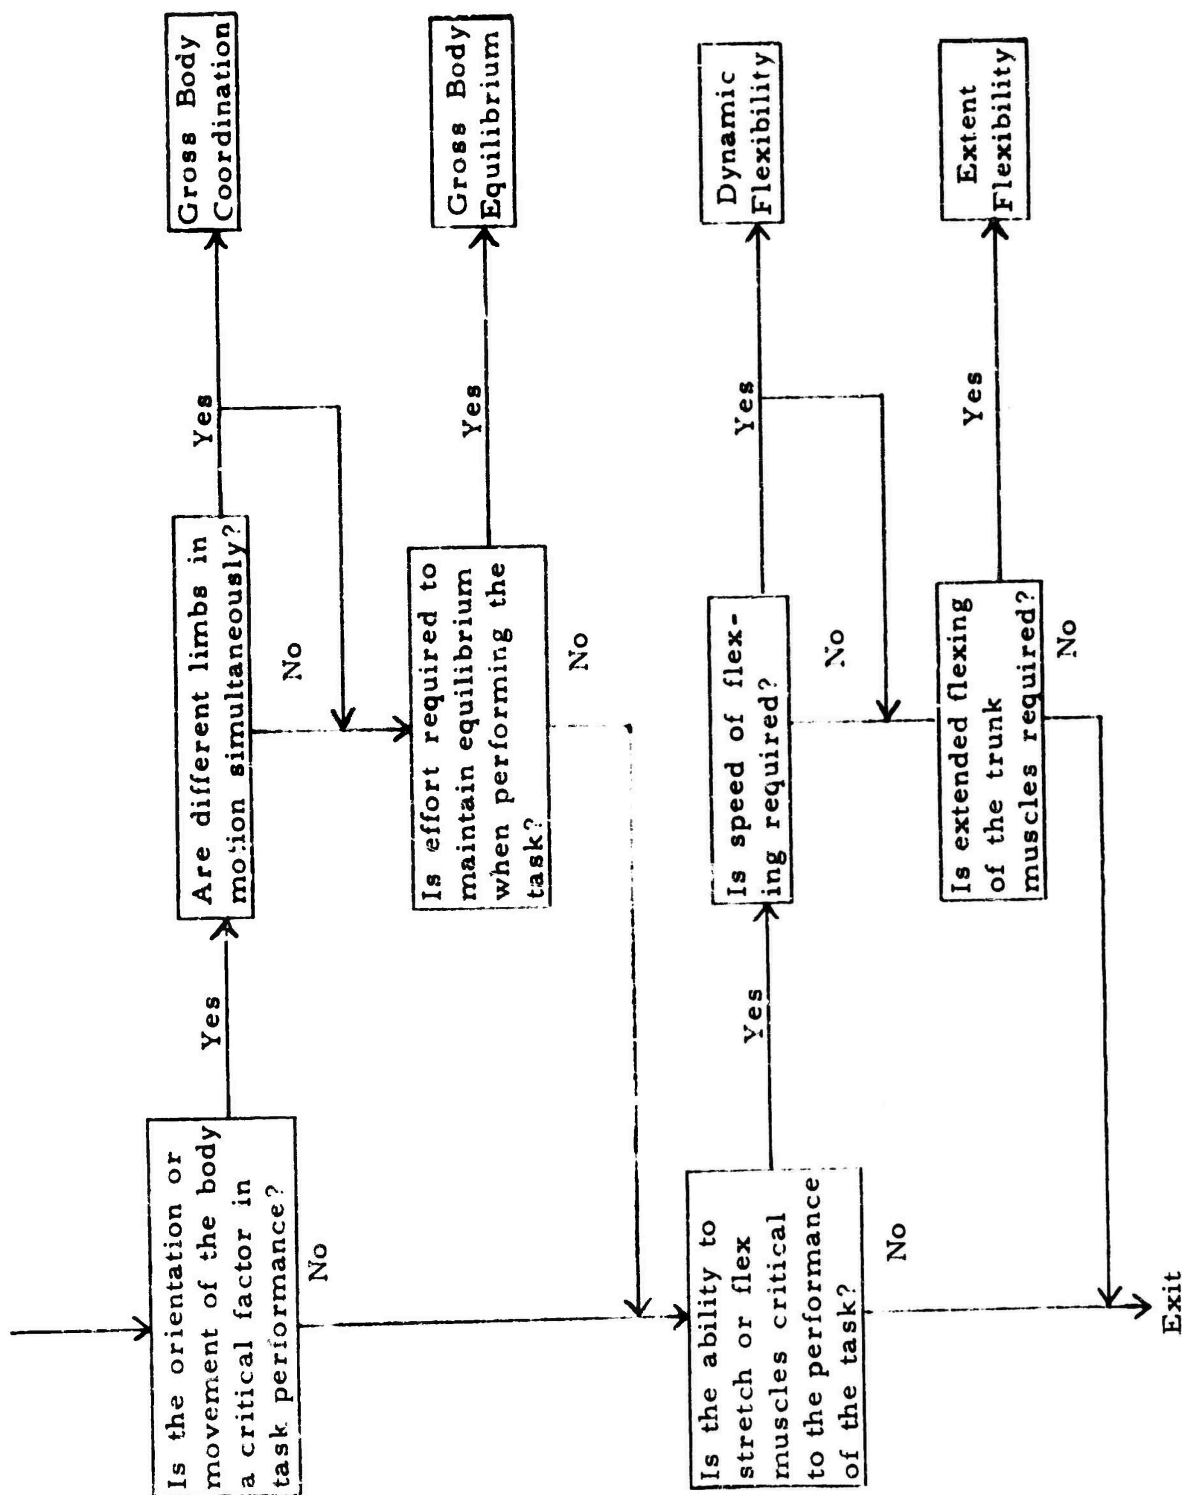 Is the orientation or
movement of the body
a critical factor in
task performance?
Yes
No
Are different limbs in
motion simultaneously?
Yes
No
Gross Body
Coordination
Is effort required to
maintain equilibrium
when performing the
task?
Yes
No
Gross Body
Equilibrium
Is the ability to
stretch or flex
muscles critical
to the performance
of the task?
Yes
No
Is speed of flex-
ing required?
Yes
No
Dynamic
Flexibility
Is extended flexing
of the trunk
muscles required?
Yes
No
Extent
Flexibility
Exit